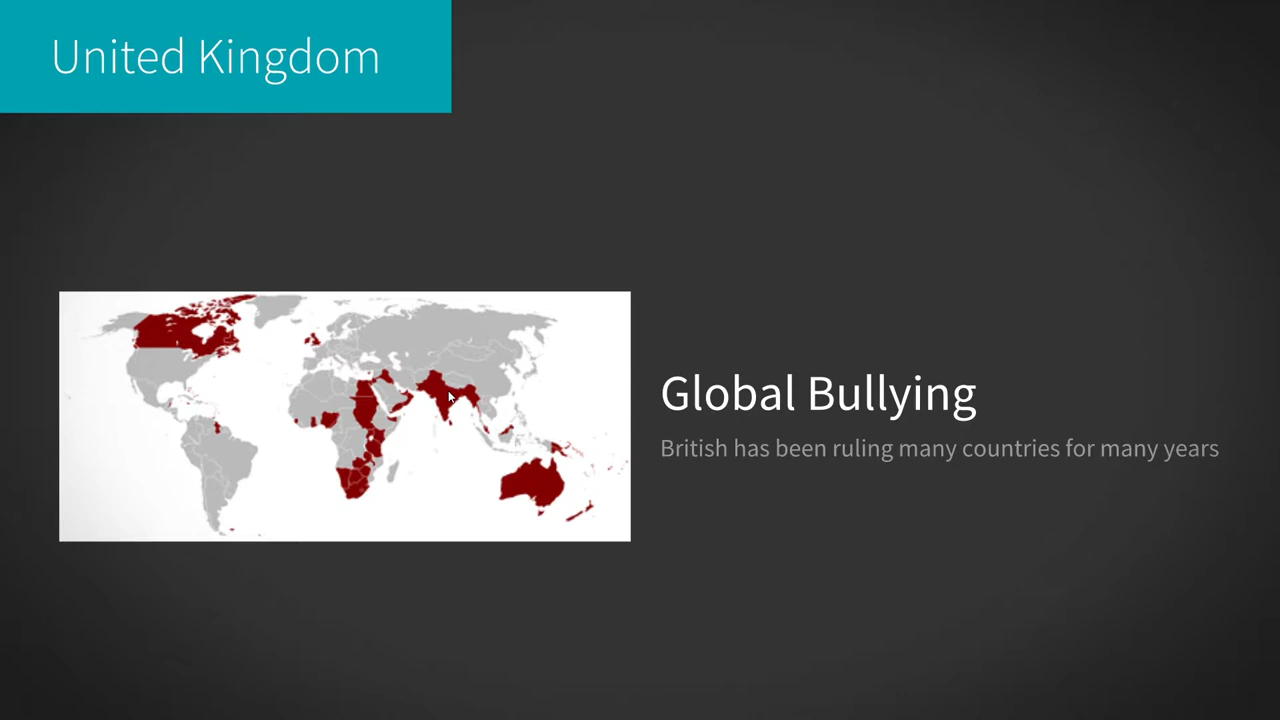 United Kingdom
Global Bullying
British has been ruling many countries for many years